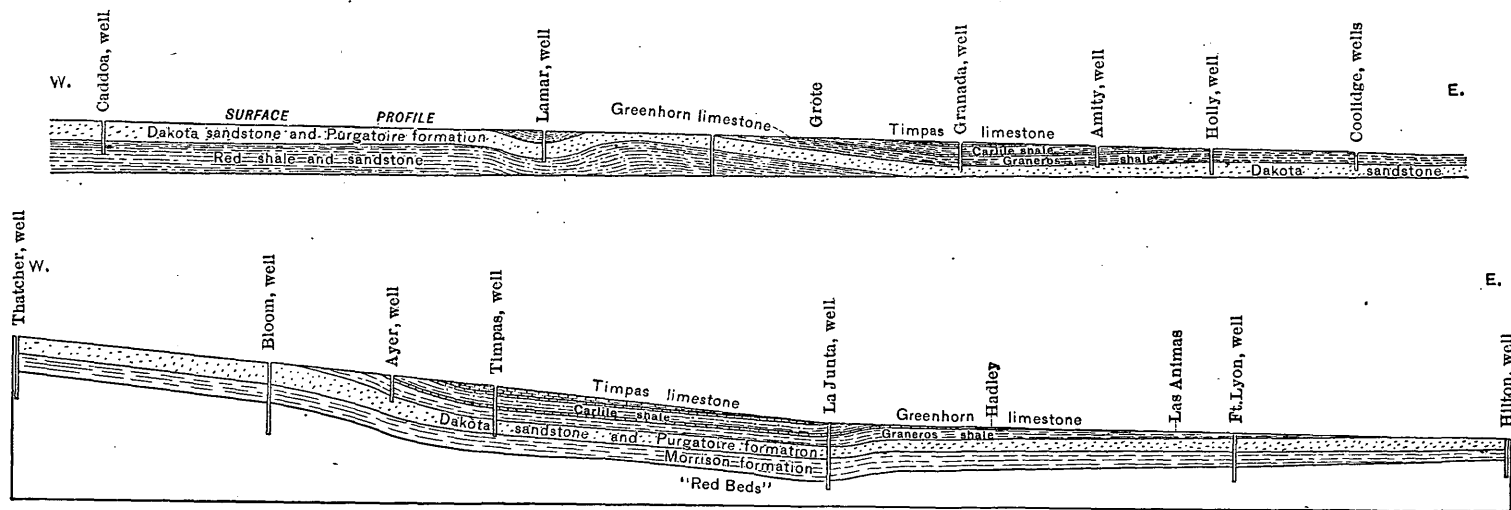 W.
Caddoa, well
Lamar, well
Grote
Granada, well
Amity, well
Holly, well
Coolidge, wells
E.
SURFACE PROFILE
Greenhorn limestone
Timpas limestone
Dakota sandstone and Purgatoire formation
Red shale and sandstone
Carlile shale
Graneros shale
Dakota sandstone
W.
Thatcher, well
Bloom, well
Ayer, well
Timpas, well
La Junta, well
Hadley
Las Animas
Ft. Lyon, well
Hilton, well
E.
Timpas limestone
Greenhorn limestone
Carlile shale
Graneros shale
Dakota sandstone and Purgatoire formation
Morrison formation
"Red Beds"